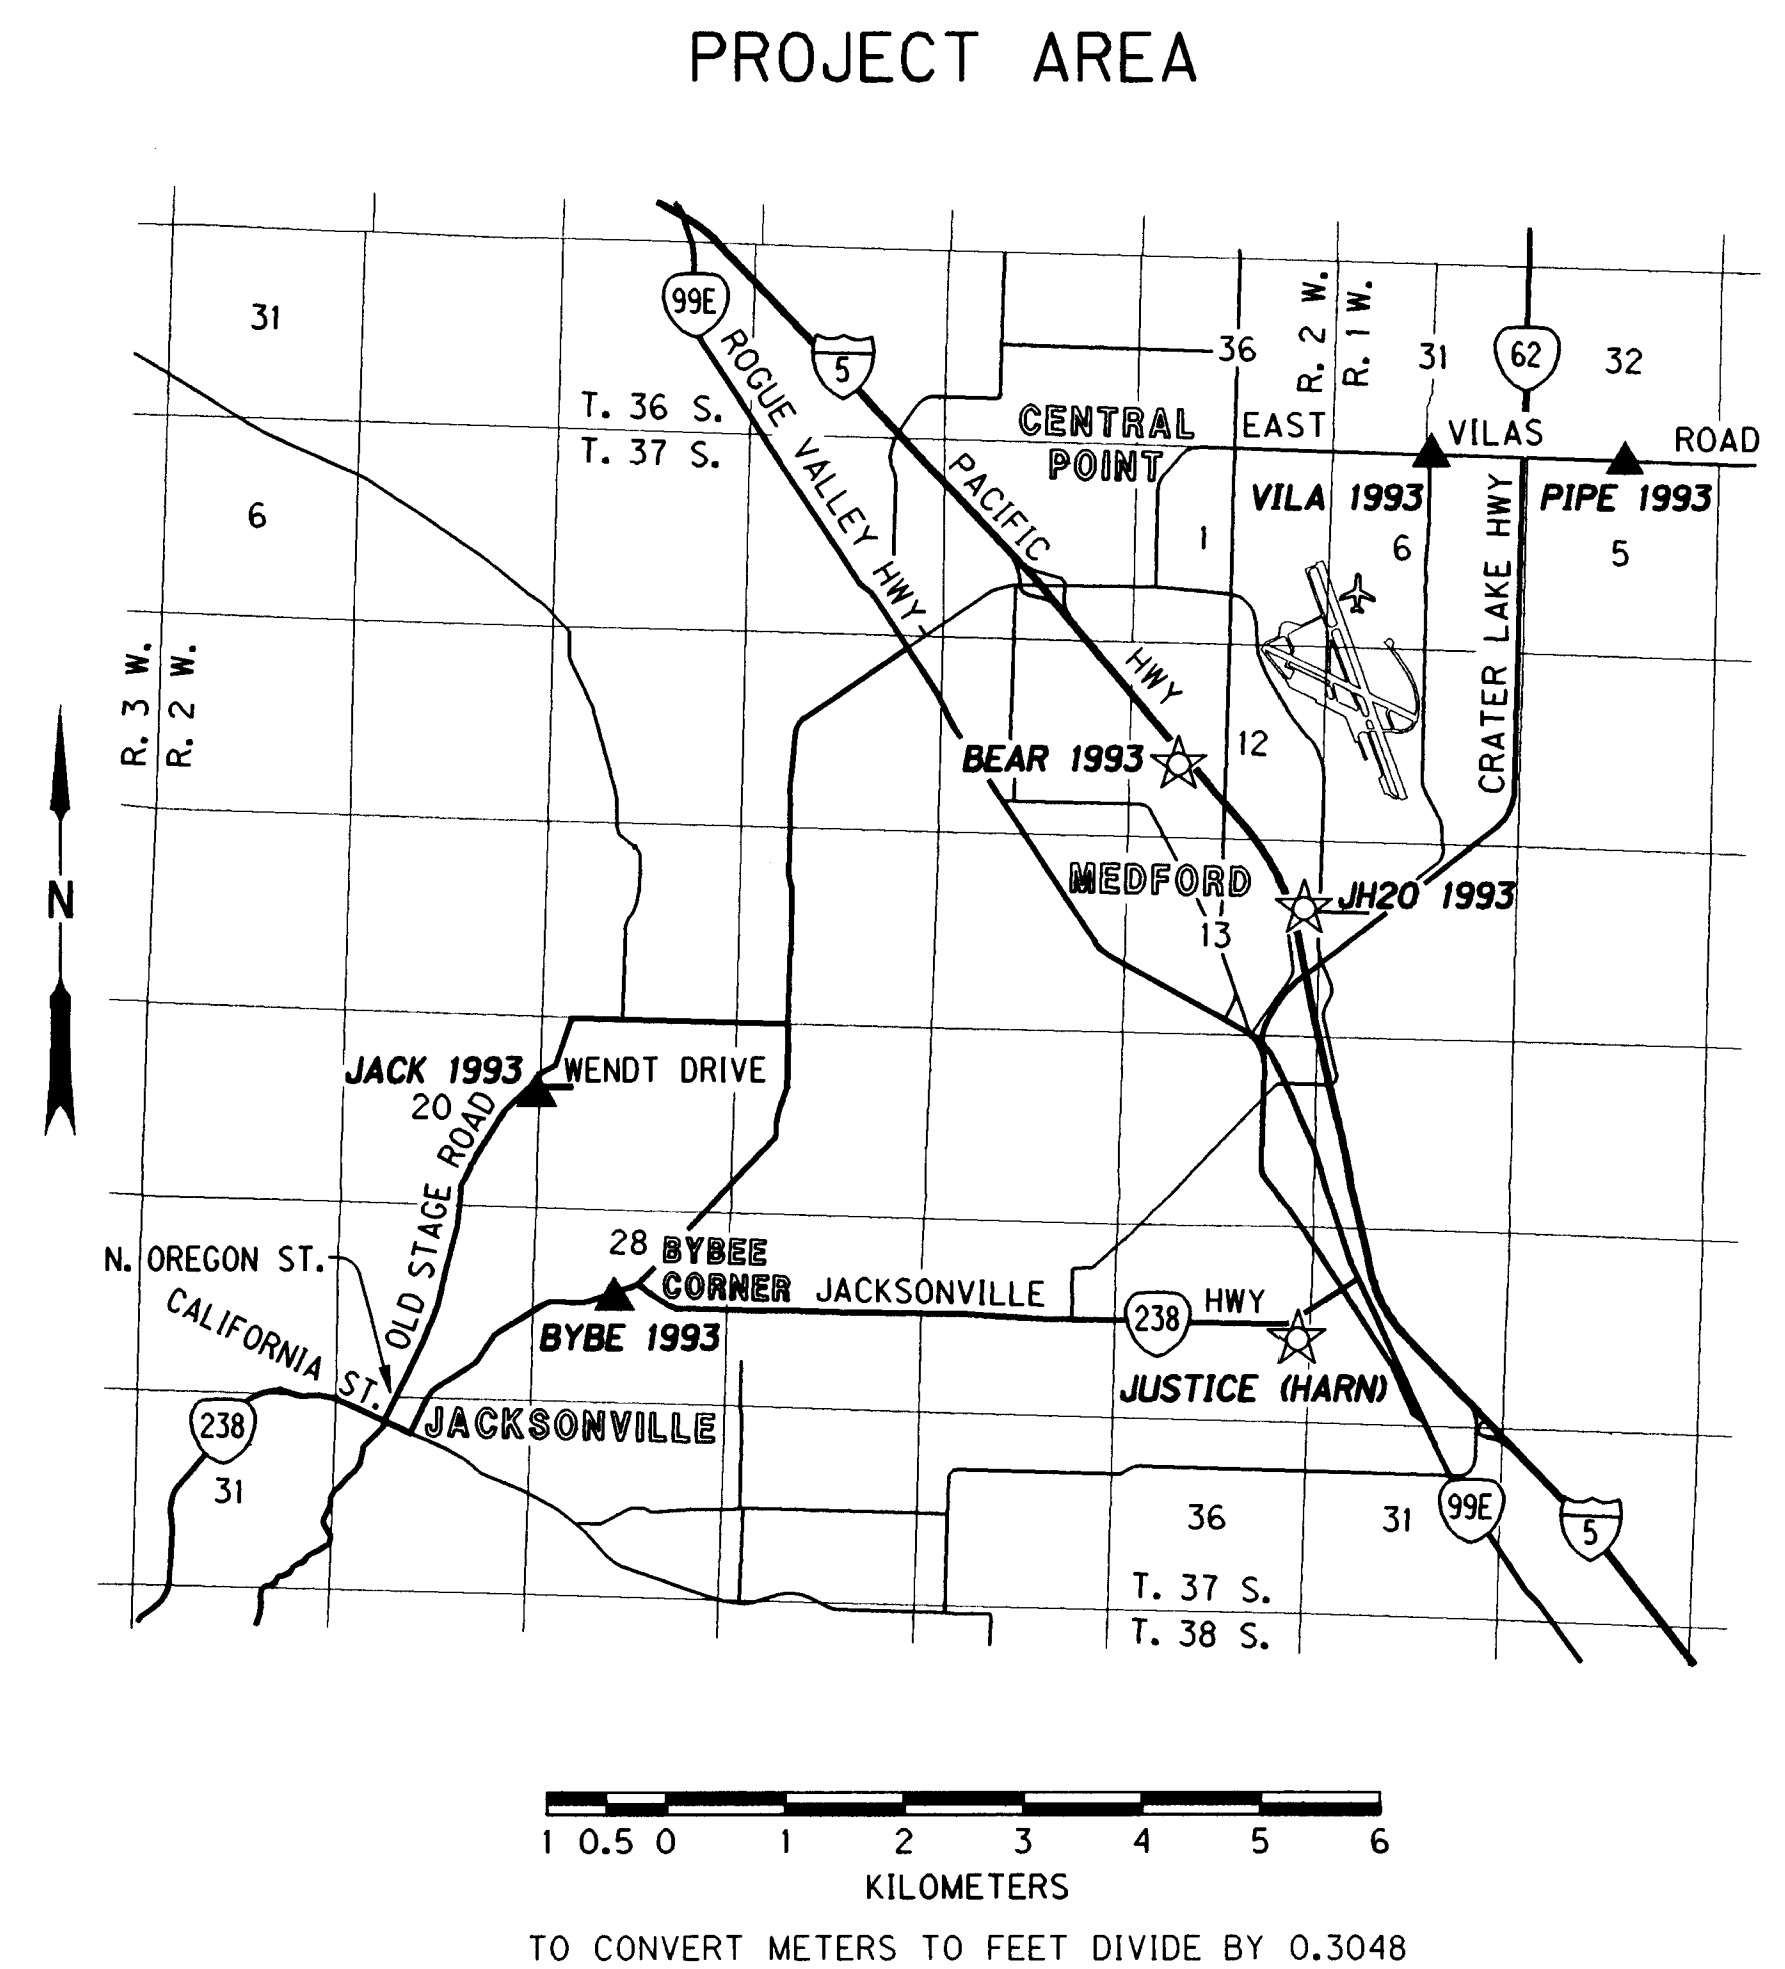 PROJECT AREA
31
99E
ROGUE VALLEY HWY
5
36
R. 2 W.
R. 1 W.
31
62
32
T. 36 S.
T. 37 S.
CENTRAL
POINT
EAST VILAS ROAD
PACIFIC HWY
VILA 1993
PIPE 1993
6
1
6
5
CRATER LAKE HWY
R. 3 W.
R. 2 W.
BEAR 1993
12
MEDFORD
JH20 1993
N
13
JACK 1993
WENDT DRIVE
20
OLD STAGE ROAD
28
BYBEE
CORNER
N. OREGON ST.
JACKSONVILLE HWY
238
CALIFORNIA ST.
BYBE 1993
JUSTICE (HARN)
238
JACKSONVILLE
31
36
31
99E
5
T. 37 S.
T. 38 S.
1 0.5 0 1 2 3 4 5 6
KILOMETERS
TO CONVERT METERS TO FEET DIVIDE BY 0.3048